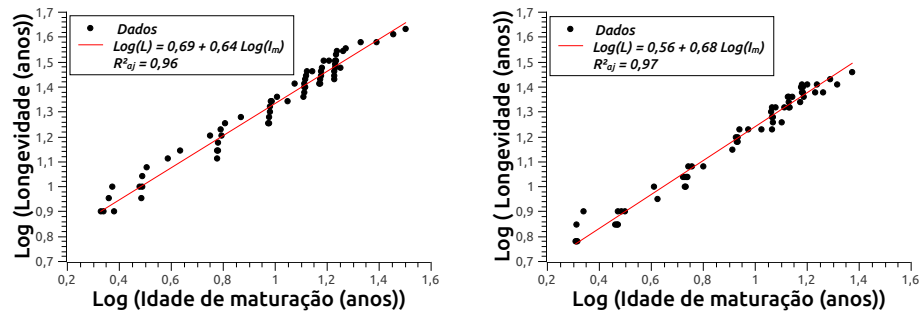 Dados
Log(L) = 0,69 + 0,64 Log(Iₘ)
R²ₐⱼ = 0,96
Log (Longevidade (anos))
1,7
1,6
1,5
1,4
1,3
1,2
1,1
1
0,9
0,8
0,7
0,2 0,4 0,6 0,8 1 1,2 1,4 1,6
Log (Idade de maturação (anos))
Dados
Log(L) = 0,56 + 0,68 Log(Iₘ)
R²ₐⱼ = 0,97
Log ( Longevidade (anos))
1,7
1,6
1,5
1,4
1,3
1,2
1,1
1
0,9
0,8
0,7
0,2 0,4 0,6 0,8 1 1,2 1,4 1,6
Log (Idade de maturação (anos))